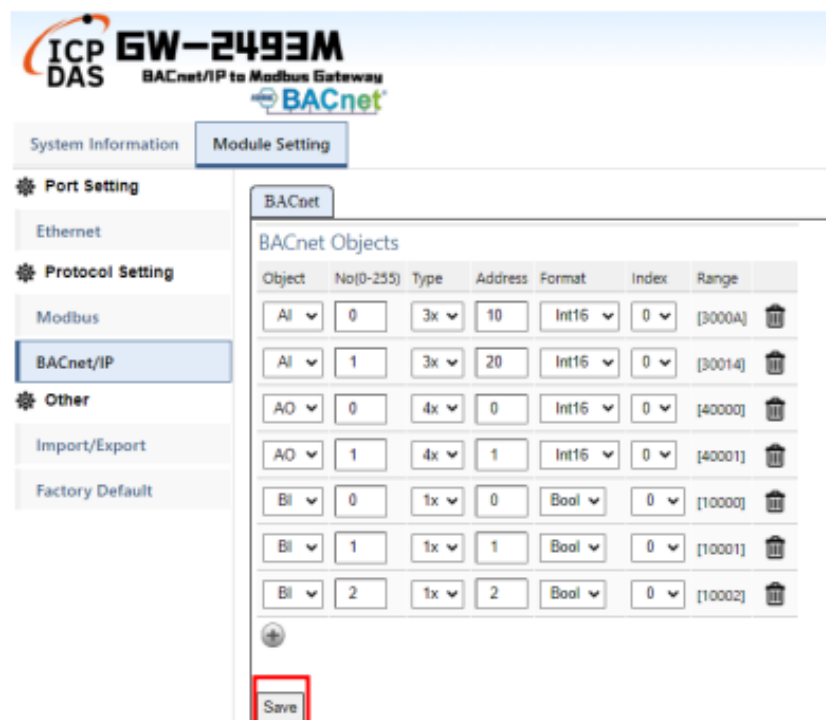 ICP DAS GW-2493M
BACnet/IP to Modbus Gateway
BACnet
System Information Module Setting
Port Setting
Ethernet
Protocol Setting
Modbus
BACnet/IP
Other
Import/Export
Factory Default
BACnet
BACnet Objects
Object No(0-255) Type Address Format Index Range
AI 0 3x 10 Int16 0 [3000A]
AI 1 3x 20 Int16 0 [30014]
AO 0 4x 0 Int16 0 [40000]
AO 1 4x 1 Int16 0 [40001]
BI 0 1x 0 Bool 0 [10000]
BI 1 1x 1 Bool 0 [10001]
BI 2 1x 2 Bool 0 [10002]
Save